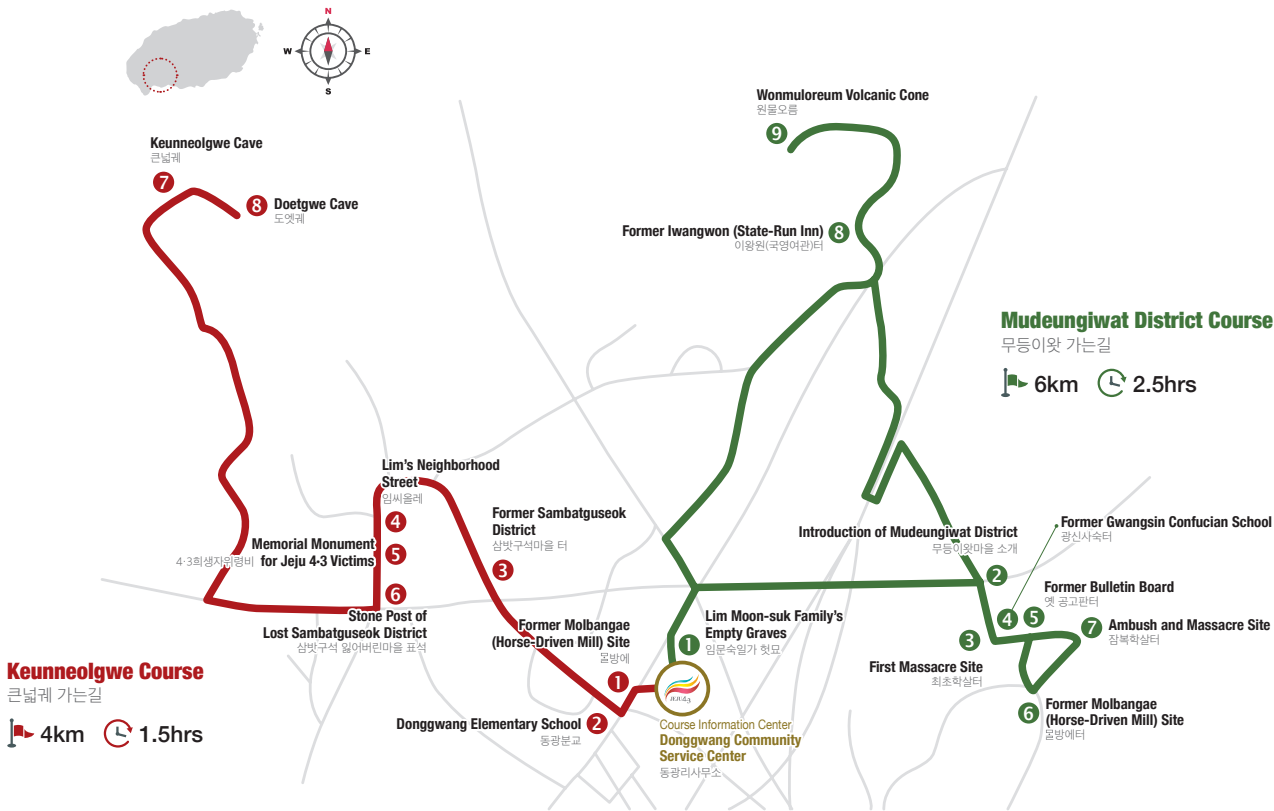 N
W
E
S
Wonmuloreum Volcanic Cone
원물오름
9
Keunneolgwe Cave
큰넓궤
7
8
Doetgwe Cave
도엣궤
Former Iwangwon (State-Run Inn)
이왕원(국영여관)터
8
Mudeungiwat District Course
무등이왓 가는길
6km
2.5hrs
Lim's Neighborhood
Street
임씨올레
4
Memorial Monument
for Jeju 4·3 Victims
4·3희생자위령비
5
6
Stone Post of
Lost Sambatguseok District
삼밧구석 잃어버린마을 표석
Former Sambatguseok
District
삼밧구석마을 터
3
Former Molbangae
(Horse-Driven Mill) Site
물방에
1
Donggwang Elementary School
동광분교
2
Keunneolgwe Course
큰넓궤 가는길
4km
1.5hrs
Lim Moon-suk Family's
Empty Graves
임문숙일가 헛묘
1
JEJU4.3
Course Information Center
Donggwang Community
Service Center
동광리사무소
Introduction of Mudeungiwat District
무등이왓마을 소개
2
Former Gwangsin Confucian School
광신사숙터
4
Former Bulletin Board
옛 공고판터
5
7
Ambush and Massacre Site
잠복학살터
3
First Massacre Site
최초학살터
6
Former Molbangae
(Horse-Driven Mill) Site
물방에터